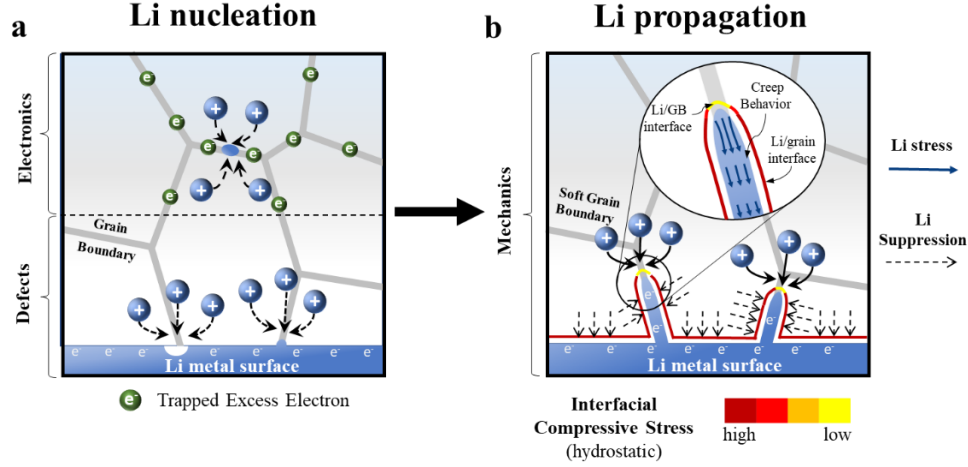 Li nucleation
Li propagation
a
b
Electronics
Defects
e⁻
e⁻
e⁻
e⁻
e⁻
e⁻
e⁻
e⁻
+
+
+
+
Grain
Boundary
+
+
+
+
+
+
e⁻ e⁻ e⁻ e⁻ e⁻ e⁻ e⁻
Li metal surface
e⁻ Trapped Excess Electron
Mechanics
Li/GB
interface
Creep
Behavior
Li/grain
interface
Soft Grain
Boundary
+
+
+
+
+
+
e⁻
e⁻
e⁻ e⁻ e⁻ e⁻ e⁻ e⁻ e⁻
Li metal surface
Li stress
Li
Suppression
Interfacial
Compressive Stress
(hydrostatic)
high
low